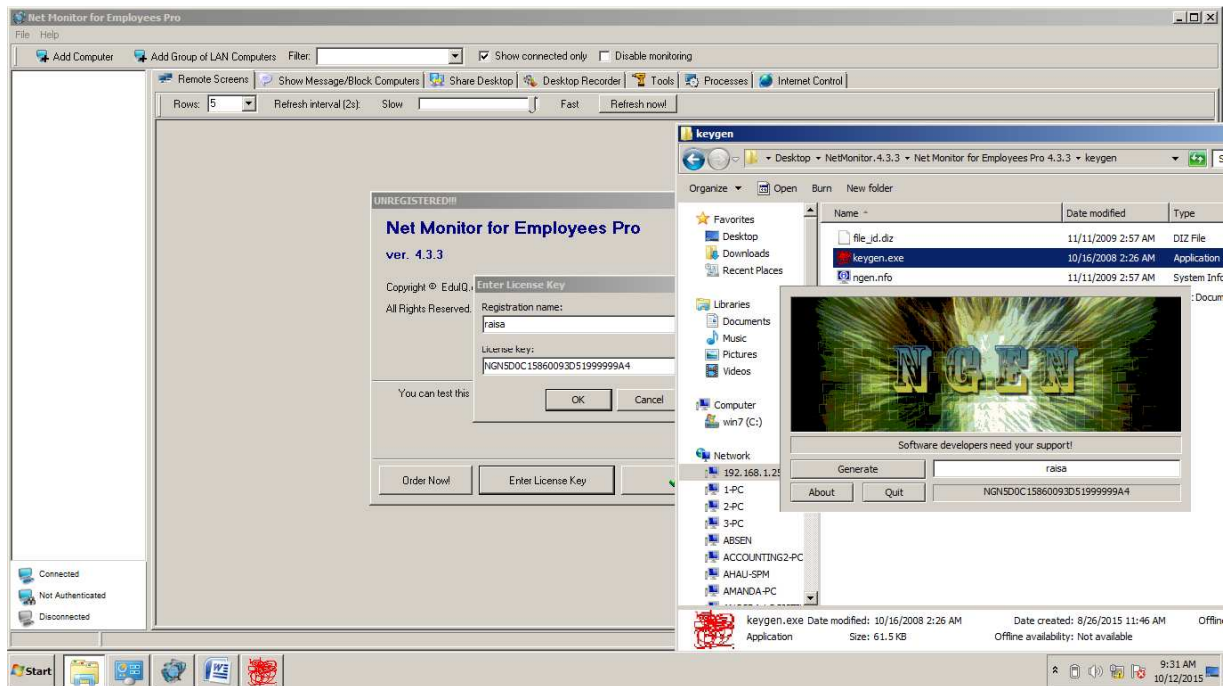 Net Monitor for Employees Pro
File Help
Add Computer Add Group of LAN Computers Filter: Show connected only Disable monitoring
Remote Screens Show Message/Block Computers Share Desktop Desktop Recorder Tools Processes Internet Control
Rows: 5 Refresh interval (2s): Slow Fast Refresh now!
UNREGISTERED!!!
Net Monitor for Employees Pro
ver. 4.3.3
Copyright © EduIQ.
All Rights Reserved.
You can test this
Order Now! Enter License Key
Enter License Key
Registration name:
raisa
License key:
NGN5D0C15860093D51999999A4
OK Cancel
Connected
Not Authenticated
Disconnected
keygen
Desktop NetMonitor.4.3.3 Net Monitor for Employees Pro 4.3.3 keygen S
Organize Open Burn New folder
Favorites
Desktop
Downloads
Recent Places
Libraries
Documents
Music
Pictures
Videos
Computer
win7 (C:)
Network
192.168.1.25
1-PC
2-PC
3-PC
ABSEN
ACCOUNTING2-PC
AHAU-SPM
AMANDA-PC
Name Date modified Type
file_id.diz 11/11/2009 2:57 AM DIZ File
keygen.exe 10/16/2008 2:26 AM Application
ngen.nfo 11/11/2009 2:57 AM System Info
: Docum
NGEN
Software developers need your support!
Generate raisa
About Quit NGN5D0C15860093D51999999A4
keygen.exe Date modified: 10/16/2008 2:26 AM Date created: 8/26/2015 11:46 AM Offlin
Application Size: 61.5 KB Offline availability: Not available
Start
9:31 AM
10/12/2015